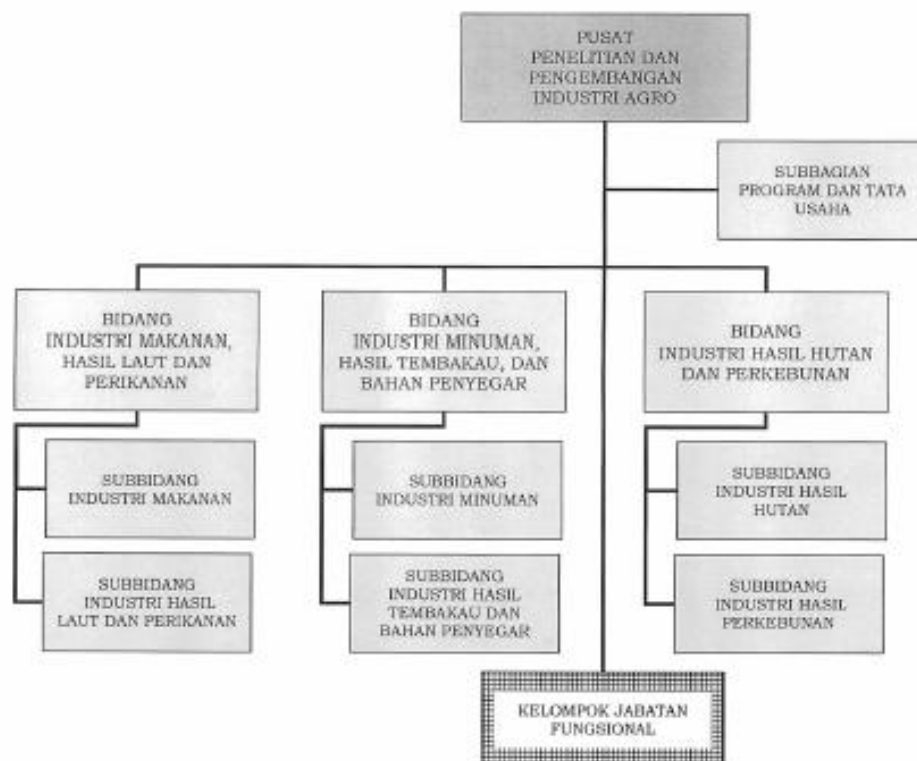 PUSAT
PENELITIAN DAN
PENGEMBANGAN
INDUSTRI AGRO
SUBBAGIAN
PROGRAM DAN TATA
USAHA
BIDANG
INDUSTRI MAKANAN,
HASIL LAUT DAN
PERIKANAN
BIDANG
INDUSTRI MINUMAN,
HASIL TEMBAKAU, DAN
BAHAN PENYEGAR
BIDANG
INDUSTRI HASIL HUTAN
DAN PERKEBUNAN
SUBBIDANG
INDUSTRI MAKANAN
SUBBIDANG
INDUSTRI MINUMAN
SUBBIDANG
INDUSTRI HASIL
HUTAN
SUBBIDANG
INDUSTRI HASIL
LAUT DAN PERIKANAN
SUBBIDANG
INDUSTRI HASIL
TEMBAKAU DAN
BAHAN PENYEGAR
SUBBIDANG
INDUSTRI HASIL
PERKEBUNAN
KELOMPOK JABATAN
FUNGSIONAL